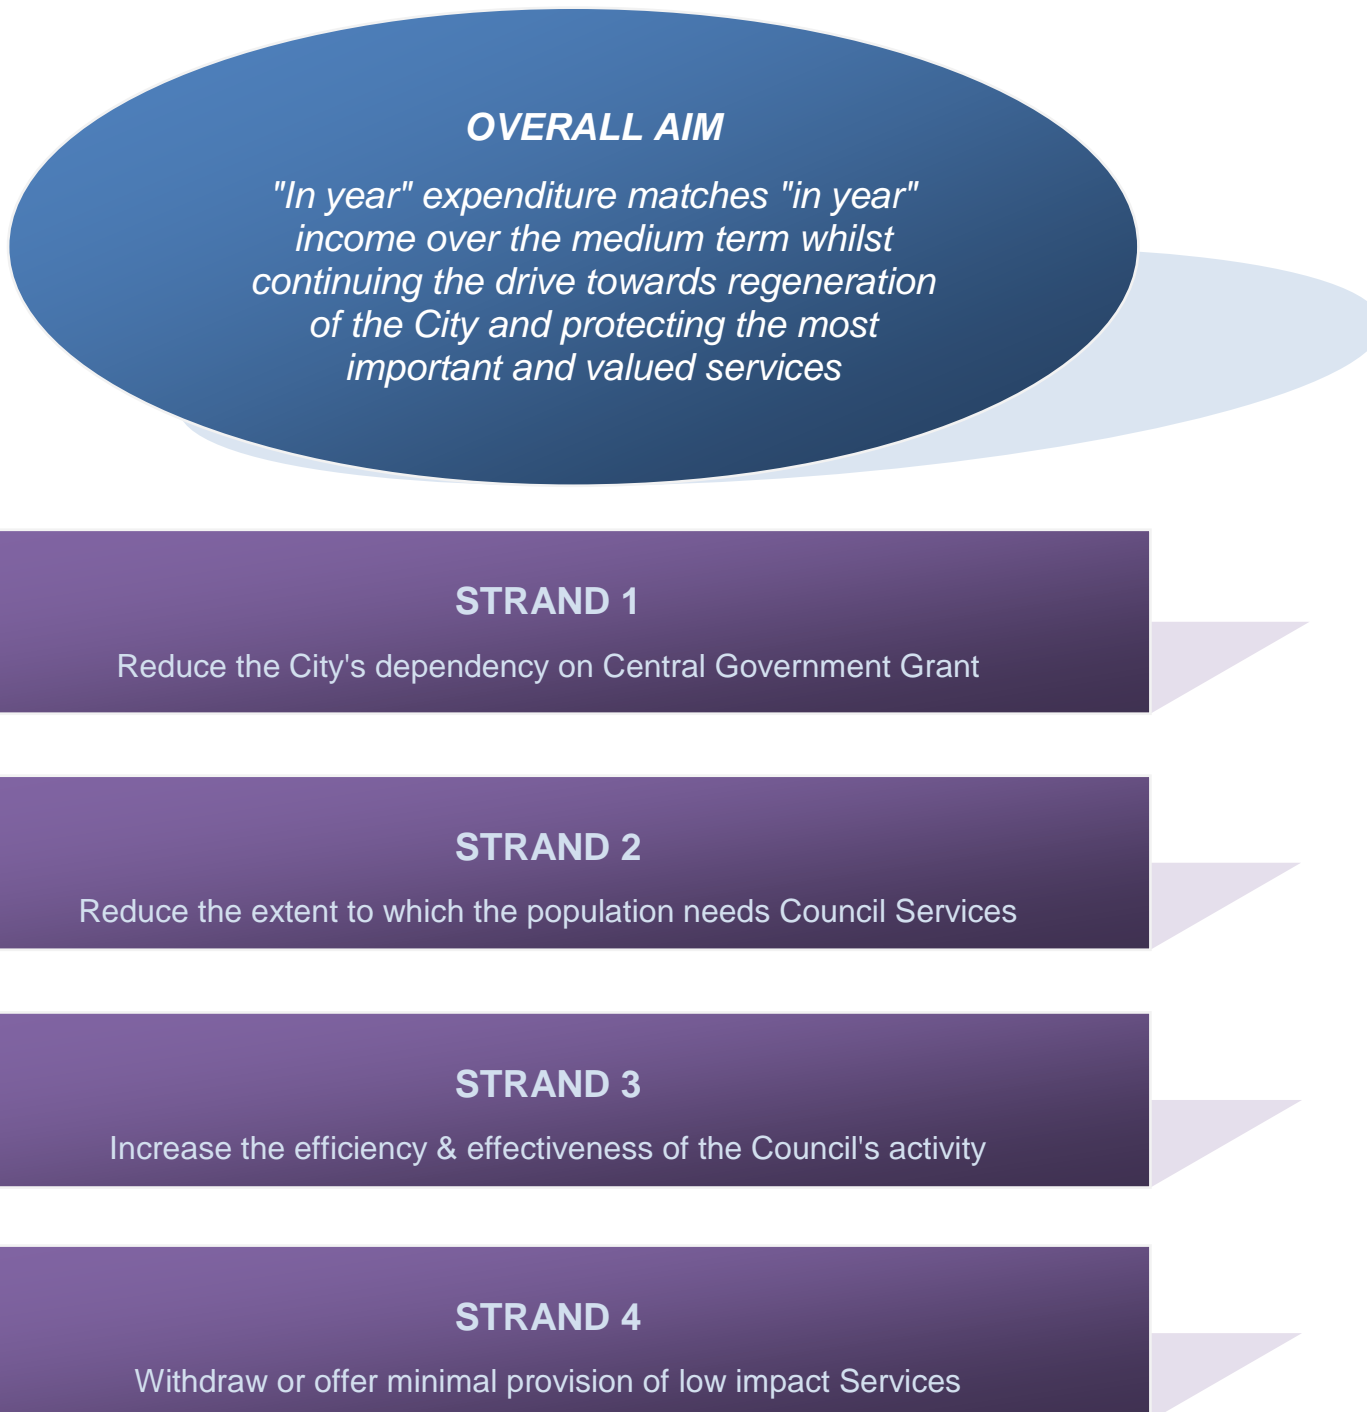 OVERALL AIM
"In year" expenditure matches "in year"
income over the medium term whilst
continuing the drive towards regeneration
of the City and protecting the most
important and valued services
STRAND 1
Reduce the City's dependency on Central Government Grant
STRAND 2
Reduce the extent to which the population needs Council Services
STRAND 3
Increase the efficiency & effectiveness of the Council's activity
STRAND 4
Withdraw or offer minimal provision of low impact Services